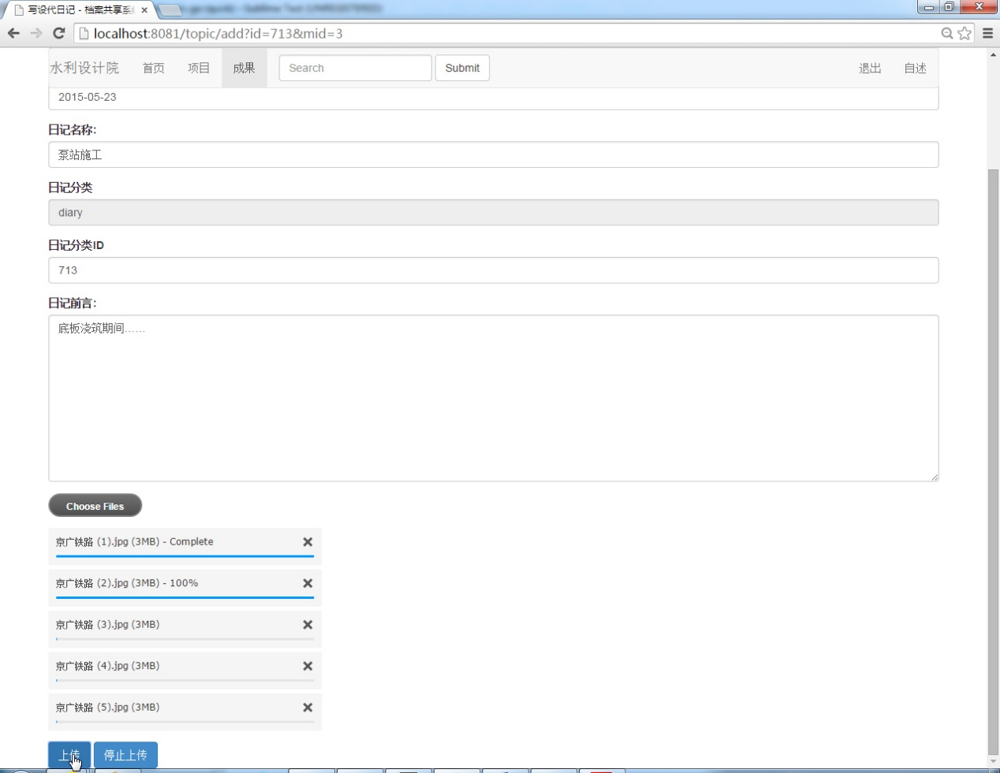 写设代日记 - 档案共享系
localhost:8081/topic/add?id=713&mid=3
水利设计院 首页 项目 成果 Search Submit 退出 自述
2015-05-23
日记名称:
泵站施工
日记分类
diary
日记分类ID
713
日记前言:
底板浇筑期间……
Choose Files
京广铁路 (1).jpg (3MB) - Complete
京广铁路 (2).jpg (3MB) - 100%
京广铁路 (3).jpg (3MB)
京广铁路 (4).jpg (3MB)
京广铁路 (5).jpg (3MB)
上传 停止上传